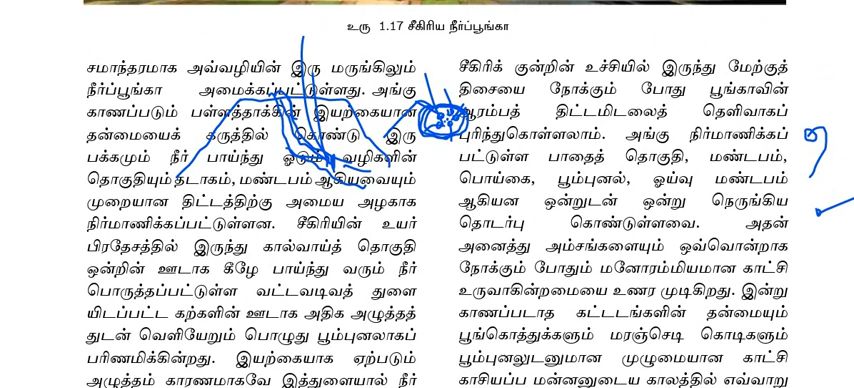 உரு 1.17 சீகிரிய நீர்ப்பூங்கா
சமாந்தரமாக அவ்வழியின் இரு மருங்கிலும்
நீர்ப்பூங்கா அமைக்கப்பட்டுள்ளது. அங்கு
காணப்படும் பள்ளத்தாக்கின் இயற்கையான
தன்மையைக் கருத்தில் கொண்டு இரு
பக்கமும் நீர் பாய்ந்து ஓடும் வழிகளின்
தொகுதியும் தடாகம், மண்டபம் ஆகியவையும்
முறையான திட்டத்திற்கு அமைய அழகாக
நிர்மாணிக்கப்பட்டுள்ளன. சீகிரியின் உயர்
பிரதேசத்தில் இருந்து கால்வாய்த் தொகுதி
ஒன்றின் ஊடாக கீழே பாய்ந்து வரும் நீர்
பொருத்தப்பட்டுள்ள வட்டவடிவத் துளை
யிடப்பட்ட கற்களின் ஊடாக அதிக அழுத்தத்
துடன் வெளியேறும் பொழுது பூம்புனலாகப்
பரிணமிக்கின்றது. இயற்கையாக ஏற்படும்
அழுத்தம் காரணமாகவே இத்துளையால் நீர்
சீகிரிக் குன்றின் உச்சியில் இருந்து மேற்குத்
திசையை நோக்கும் போது பூங்காவின்
ஆரம்பத் திட்டமிடலைத் தெளிவாகப்
புரிந்துகொள்ளலாம். அங்கு நிர்மாணிக்கப்
பட்டுள்ள பாதைத் தொகுதி, மண்டபம்,
பொய்கை, பூம்புனல், ஓய்வு மண்டபம்
ஆகியன ஒன்றுடன் ஒன்று நெருங்கிய
தொடர்பு கொண்டுள்ளவை. அதன்
அனைத்து அம்சங்களையும் ஒவ்வொன்றாக
நோக்கும் போதும் மனோரம்மியமான காட்சி
உருவாகின்றமையை உணர முடிகிறது. இன்று
காணப்படாத கட்டடங்களின் தன்மையும்
பூங்கொத்துக்களும் மரஞ்செடி கொடிகளும்
பூம்புனலுடனுமான முழுமையான காட்சி
காசியப்ப மன்னனுடைய காலத்தில் எவ்வாறு